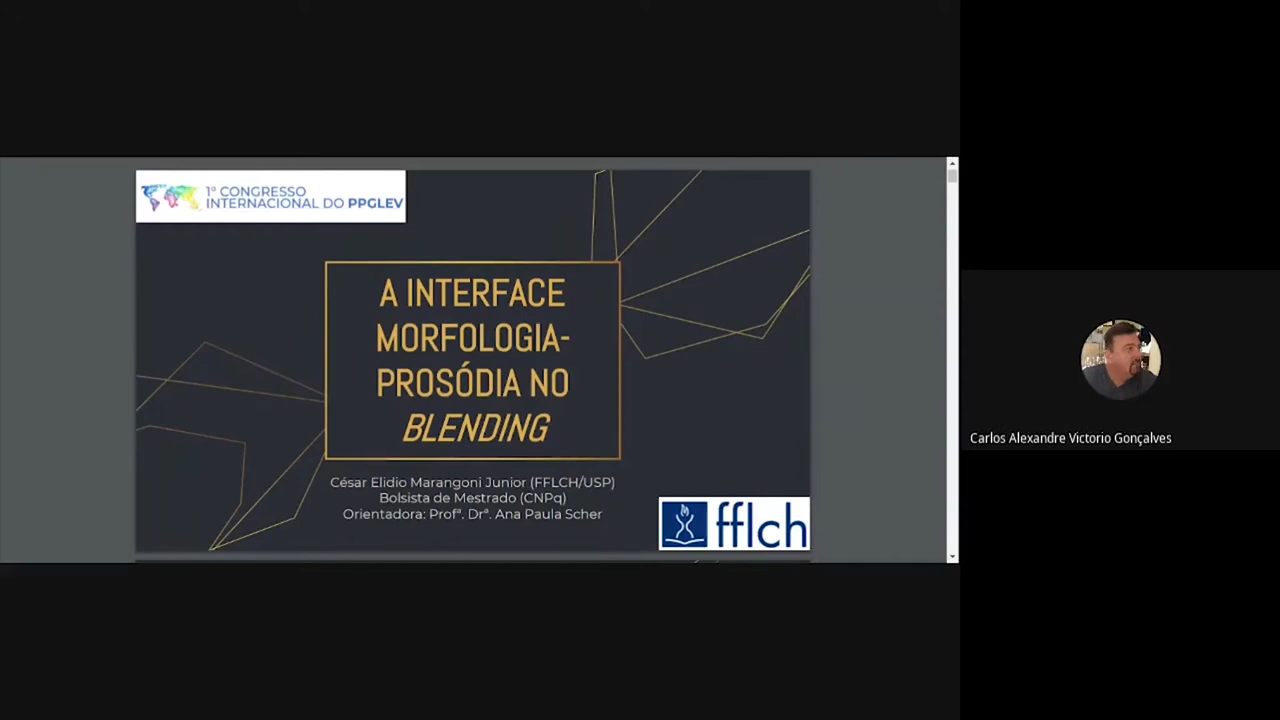 1º CONGRESSO
INTERNACIONAL DO PPGLEV
A INTERFACE
MORFOLOGIA-
PROSÓDIA NO
BLENDING
César Elidio Marangoni Junior (FFLCH/USP)
Bolsista de Mestrado (CNPq)
Orientadora: Profª. Drª. Ana Paula Scher
fflch
Carlos Alexandre Victorio Gonçalves